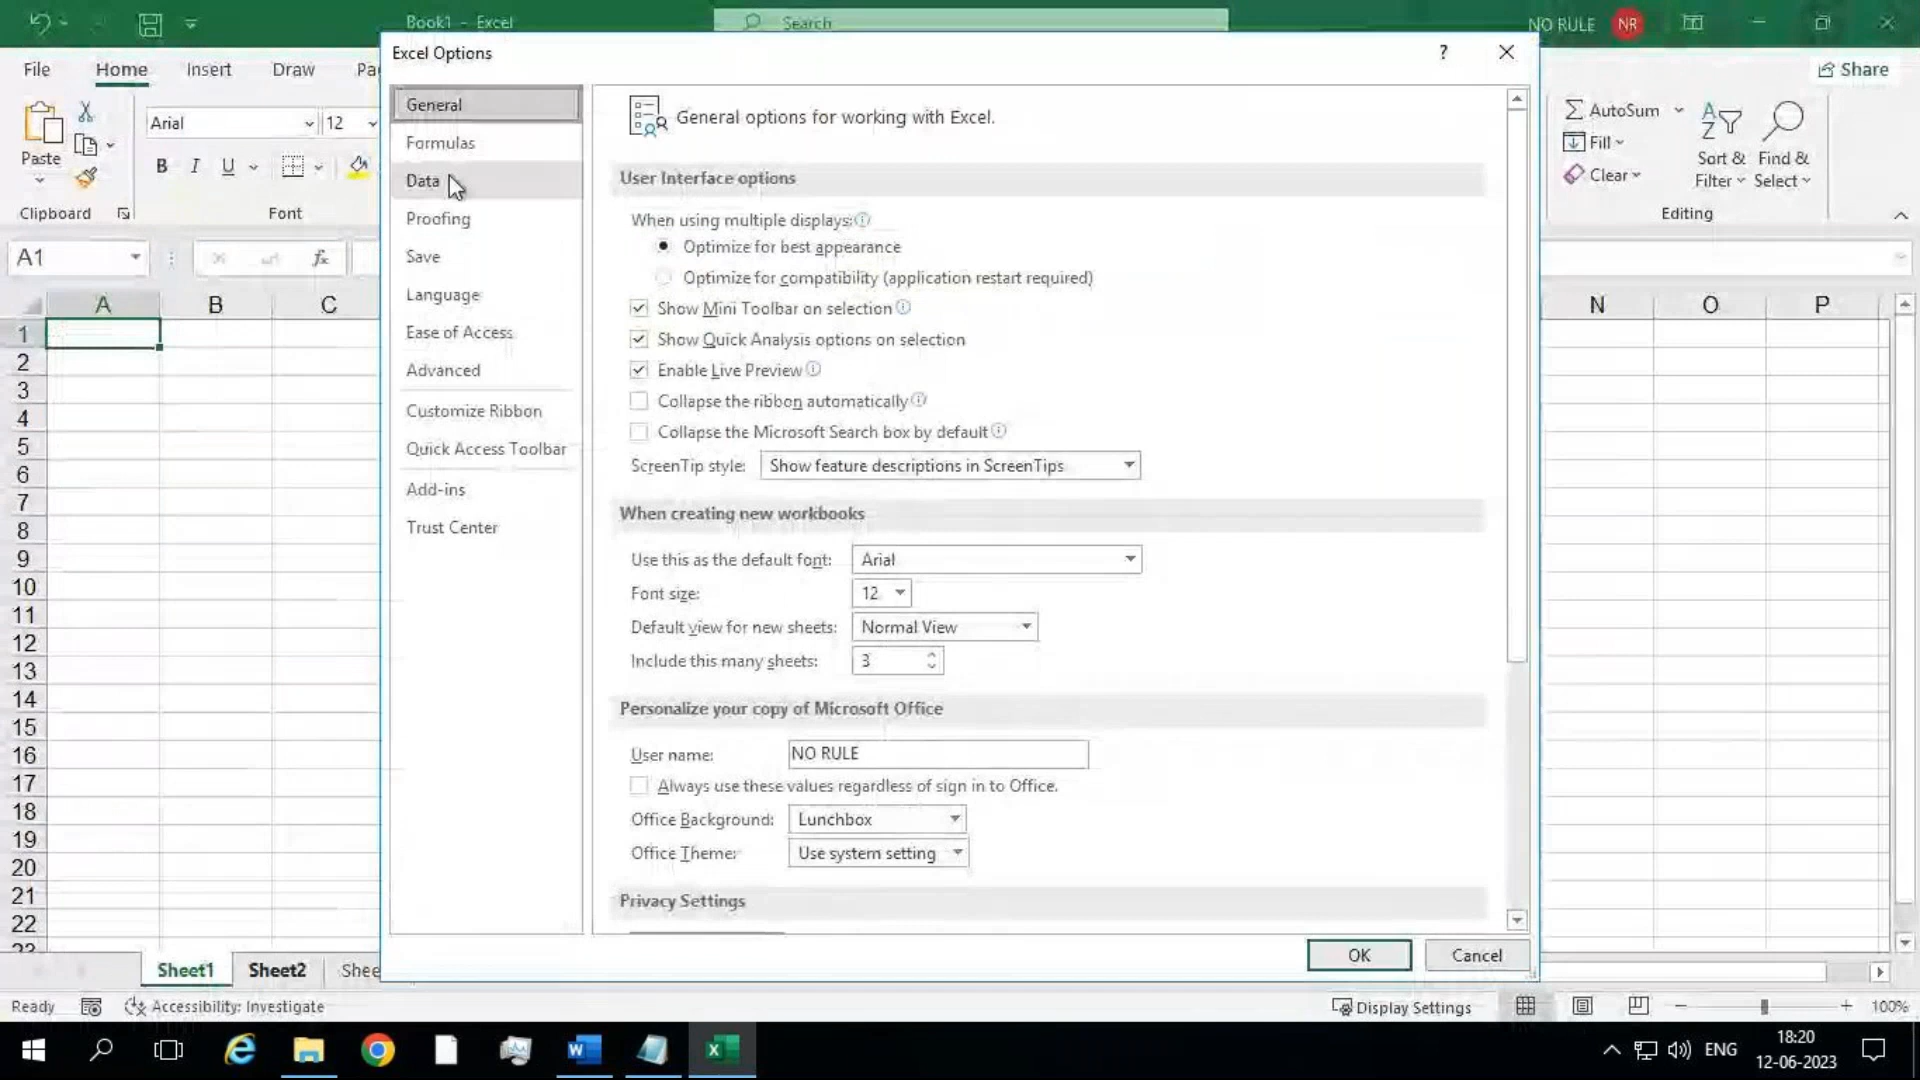 Book1 - Excel
Search
NO RULE
NR
File
Home
Insert
Draw
Pa
Share
Paste
Clipboard
Arial
12
B I U
Font
AutoSum
Fill
Clear
Sort &
Filter
Find &
Select
Editing
A1
fx
A B C
N O P
1
2
3
4
5
6
7
8
9
10
11
12
13
14
15
16
17
18
19
20
21
22
23
Excel Options
?
General
Formulas
Data
Proofing
Save
Language
Ease of Access
Advanced
Customize Ribbon
Quick Access Toolbar
Add-ins
Trust Center
General options for working with Excel.
User Interface options
When using multiple displays:
Optimize for best appearance
Optimize for compatibility (application restart required)
Show Mini Toolbar on selection
Show Quick Analysis options on selection
Enable Live Preview
Collapse the ribbon automatically
Collapse the Microsoft Search box by default
ScreenTip style: Show feature descriptions in ScreenTips
When creating new workbooks
Use this as the default font: Arial
Font size: 12
Default view for new sheets: Normal View
Include this many sheets: 3
Personalize your copy of Microsoft Office
User name: NO RULE
Always use these values regardless of sign in to Office.
Office Background: Lunchbox
Office Theme: Use system setting
Privacy Settings
OK
Cancel
Sheet1
Sheet2
Shee
Ready
Accessibility: Investigate
Display Settings
100%
ENG
18:20
12-06-2023